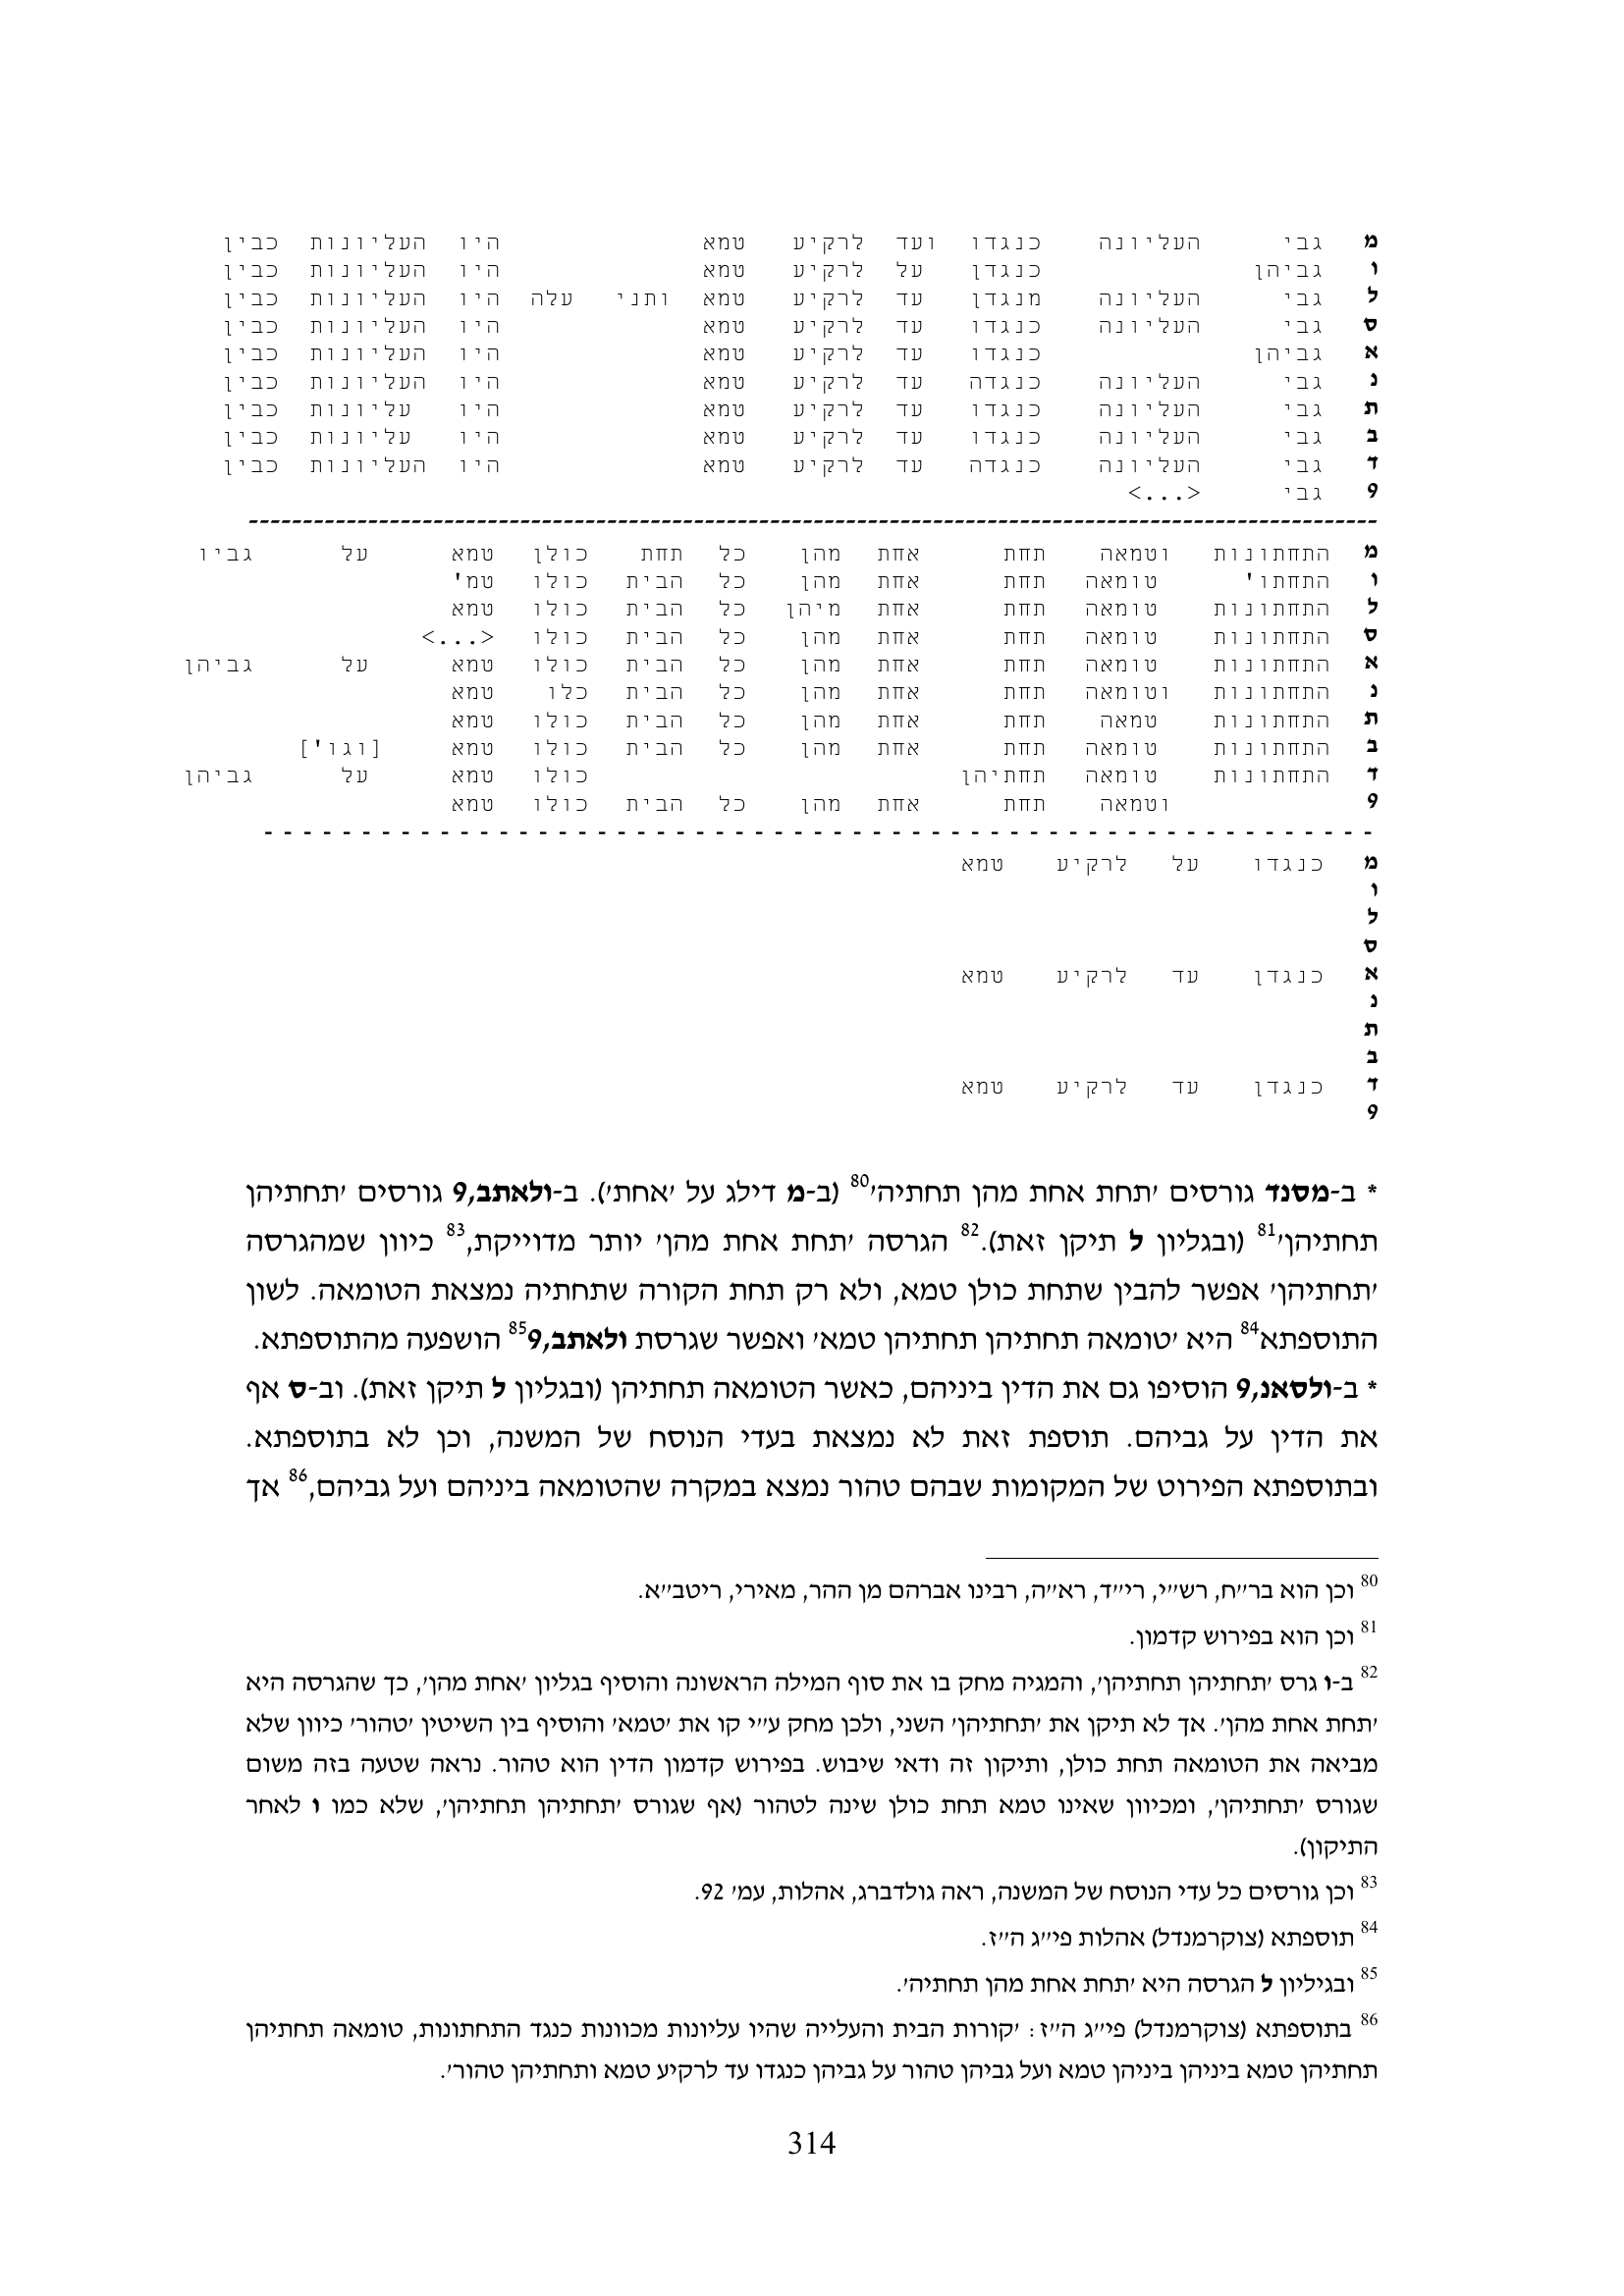 מ גבי העליונה כנגדו ועד לרקיע טמא היו העליונות כבין
ו גביהן כנגדן על לרקיע טמא היו העליונות כבין
ל גבי העליונה מנגדן עד לרקיע טמא ותני עלה היו העליונות כבין
ס גבי העליונה כנגדו עד לרקיע טמא היו העליונות כבין
א גביהן כנגדו עד לרקיע טמא היו העליונות כבין
נ גבי העליונה כנגדה עד לרקיע טמא היו העליונות כבין
ת גבי העליונה כנגדו עד לרקיע טמא היו עליונות כבין
ב גבי העליונה כנגדו עד לרקיע טמא היו עליונות כבין
ד גבי העליונה כנגדה עד לרקיע טמא היו העליונות כבין
9 גבי <...>
מ התחתונות וטמאה תחת אחת מהן כל תחת כולן טמא על גביו
ו התחתו' טומאה תחת אחת מהן כל הבית כולו טמ'
ל התחתונות טומאה תחת אחת מיהן כל הבית כולו טמא
ס התחתונות טומאה תחת אחת מהן כל הבית כולו <...>
א התחתונות טומאה תחת אחת מהן כל הבית כולו טמא על גביהן
נ התחתונות וטומאה תחת אחת מהן כל הבית כלו טמא
ת התחתונות טמאה תחת אחת מהן כל הבית כולו טמא
ב התחתונות טומאה תחת אחת מהן כל הבית כולו טמא [וגו']
ד התחתונות טומאה תחתיהן כולו טמא על גביהן
9 וטמאה תחת אחת מהן כל הבית כולו טמא
מ כנגדו על לרקיע טמא
ו
ל
ס
א כנגדן עד לרקיע טמא
נ
ת
ב
ד כנגדן עד לרקיע טמא
9
* ב-מסנד גורסים 'תחת אחת מהן תחתיה'80 (ב-מ דילג על 'אחת'). ב-ולאתב,9 גורסים 'תחתיהן
תחתיהן'81 (ובגליון ל תיקן זאת).82 הגרסה 'תחת אחת מהן' יותר מדוייקת,83 כיוון שמהגרסה
'תחתיהן' אפשר להבין שתחת כולן טמא, ולא רק תחת הקורה שתחתיה נמצאת הטומאה. לשון
התוספתא84 היא 'טומאה תחתיהן תחתיהן טמא' ואפשר שגרסת ולאתב,9 85 הושפעה מהתוספתא.
* ב-ולסאנ,9 הוסיפו גם את הדין ביניהם, כאשר הטומאה תחתיהן (ובגליון ל תיקן זאת). וב-ס אף
את הדין על גביהם. תוספת זאת לא נמצאת בעדי הנוסח של המשנה, וכן לא בתוספתא.
ובתוספתא הפירוט של המקומות שבהם טהור נמצא במקרה שהטומאה ביניהם ועל גביהם,86 אך
80 וכן הוא בר"ח, רש"י, רי"ד, רא"ה, רבינו אברהם מן ההר, מאירי, ריטב"א.
81 וכן הוא בפירוש קדמון.
82 ב-ו גרס 'תחתיהן תחתיהן', והמגיה מחק בו את סוף המילה הראשונה והוסיף בגליון 'אחת מהן', כך שהגרסה היא
'תחת אחת מהן'. אך לא תיקן את 'תחתיהן' השני, ולכן מחק ע"י קו את 'טמא' והוסיף בין השיטין 'טהור' כיוון שלא
מביאה את הטומאה תחת כולן, ותיקון זה ודאי שיבוש. בפירוש קדמון הדין הוא טהור. נראה שטעה בזה משום
שגורס 'תחתיהן', ומכיוון שאינו טמא תחת כולן שינה לטהור (אף שגורס 'תחתיהן תחתיהן', שלא כמו ו לאחר
התיקון).
83 וכן גורסים כל עדי הנוסח של המשנה, ראה גולדברג, אהלות, עמ' 92.
84 תוספתא (צוקרמנדל) אהלות פי"ג ה"ז.
85 ובגיליון ל הגרסה היא 'תחת אחת מהן תחתיה'.
86 בתוספתא (צוקרמנדל) פי"ג ה"ז: 'קורות הבית והעלייה שהיו עליונות מכוונות כנגד התחתונות, טומאה תחתיהן
תחתיהן טמא ביניהן ביניהן טמא ועל גביהן טהור על גביהן כנגדו עד לרקיע טמא ותחתיהן טהור'.
314